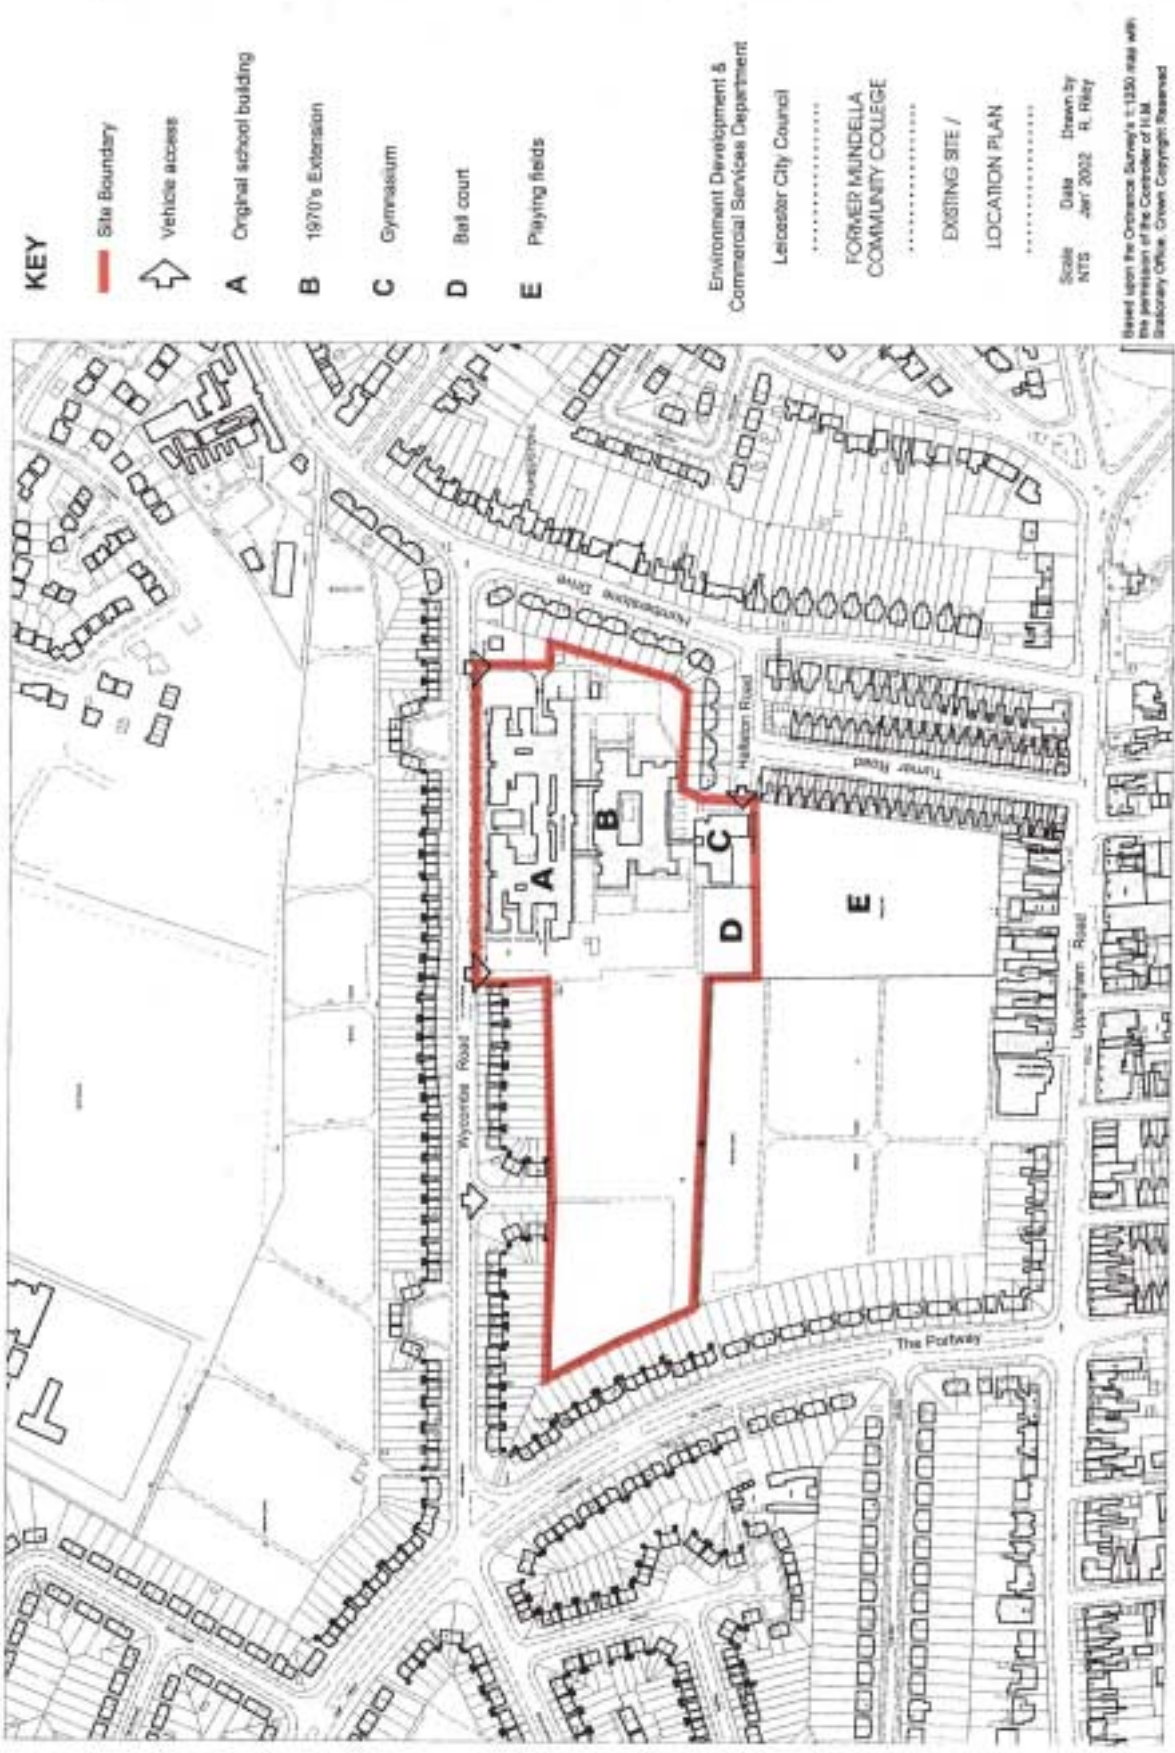 KEY
Site Boundary
Vehicle access
A Original school building
B 1970's Extension
C Gymnasium
D Ball court
E Playing fields
Environment Development &
Commercial Services Department
Leicester City Council
FORMER MUNDELLA
COMMUNITY COLLEGE
EXISTING SITE /
LOCATION PLAN
Scale Date Drawn by
NTS Jan' 2002 R. Riley
Based upon the Ordnance Survey's 1:1250 map with
the permission of the Controller of H.M.
Stationary Office. Crown Copyright Reserved
Wycombe Road
Humberstone Drive
Turner Road
Uppingham Road
The Portway
A
B
C
D
E
Road